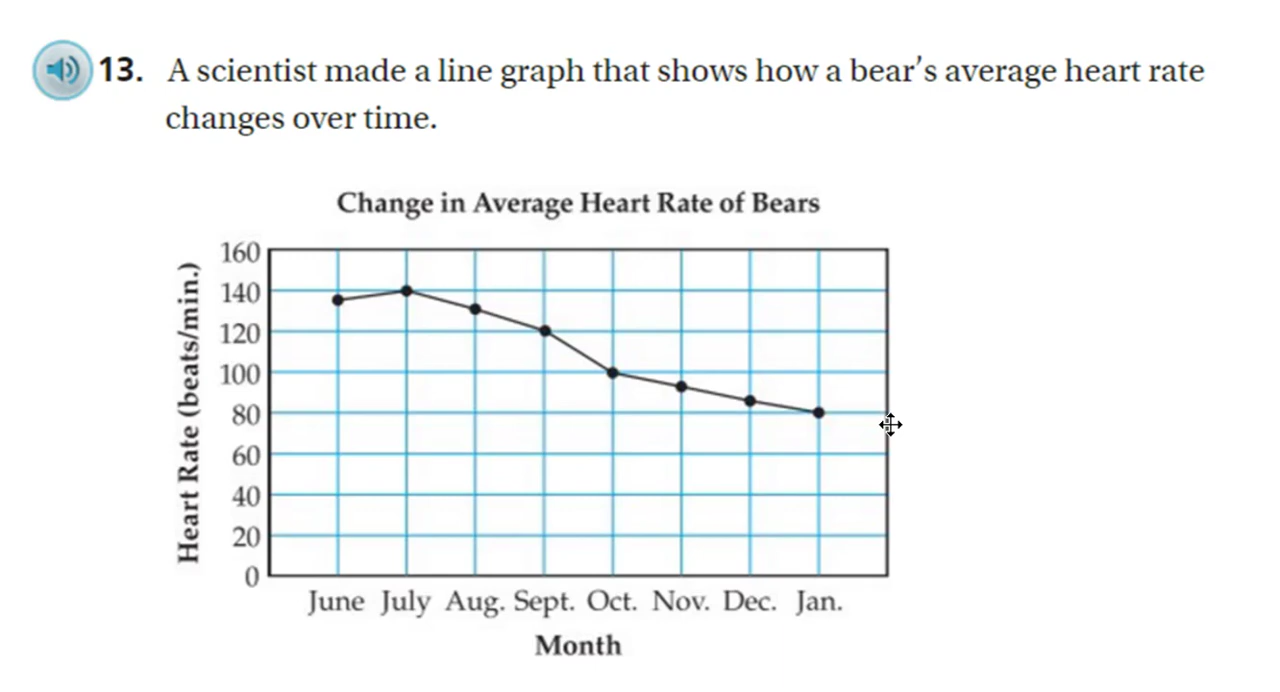 13. A scientist made a line graph that shows how a bear's average heart rate
changes over time.
Change in Average Heart Rate of Bears
Heart Rate (beats/min.)
160
140
120
100
80
60
40
20
0
June July Aug. Sept. Oct. Nov. Dec. Jan.
Month